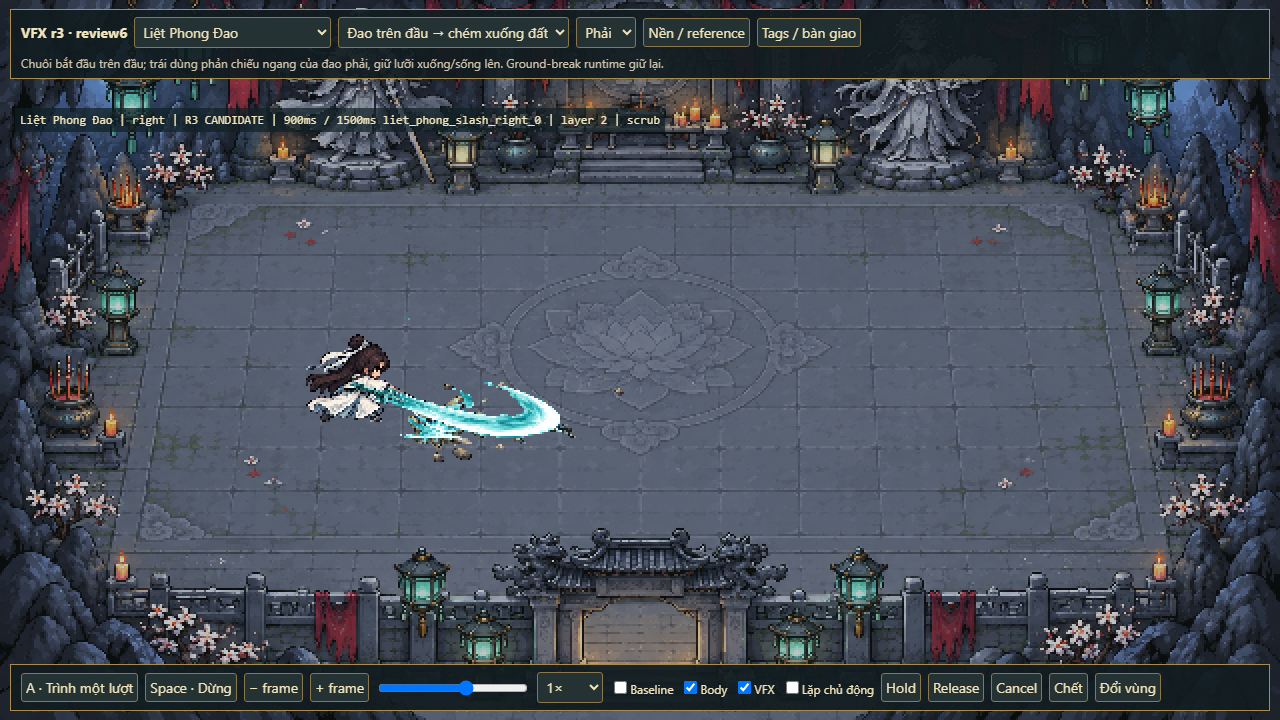 VFX r3 · review6 Liệt Phong Đao Đao trên đầu → chém xuống đất Phải Nền / reference Tags / bàn giao
Chuôi bắt đầu trên đầu; trái dùng phản chiếu ngang của đao phải, giữ lưỡi xuống/sống lên. Ground-break runtime giữ lại.
Liệt Phong Đao | right | R3 CANDIDATE | 900ms / 1500ms liet_phong_slash_right_0 | layer 2 | scrub
A · Trình một lượt Space · Dừng − frame + frame 1× Baseline Body VFX Lặp chủ động Hold Release Cancel Chết Đổi vùng